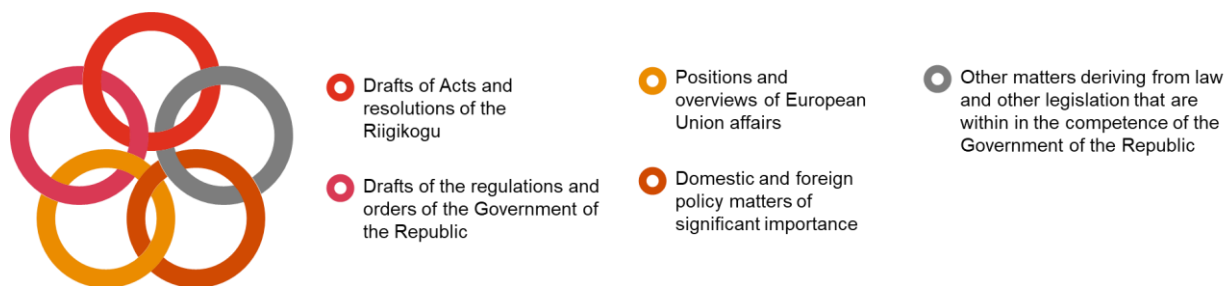 Drafts of Acts and
resolutions of the
Riigikogu
Drafts of the regulations and
orders of the Government of
the Republic
Positions and
overviews of European
Union affairs
Domestic and foreign
policy matters of
significant importance
Other matters deriving from law
and other legislation that are
within in the competence of the
Government of the Republic